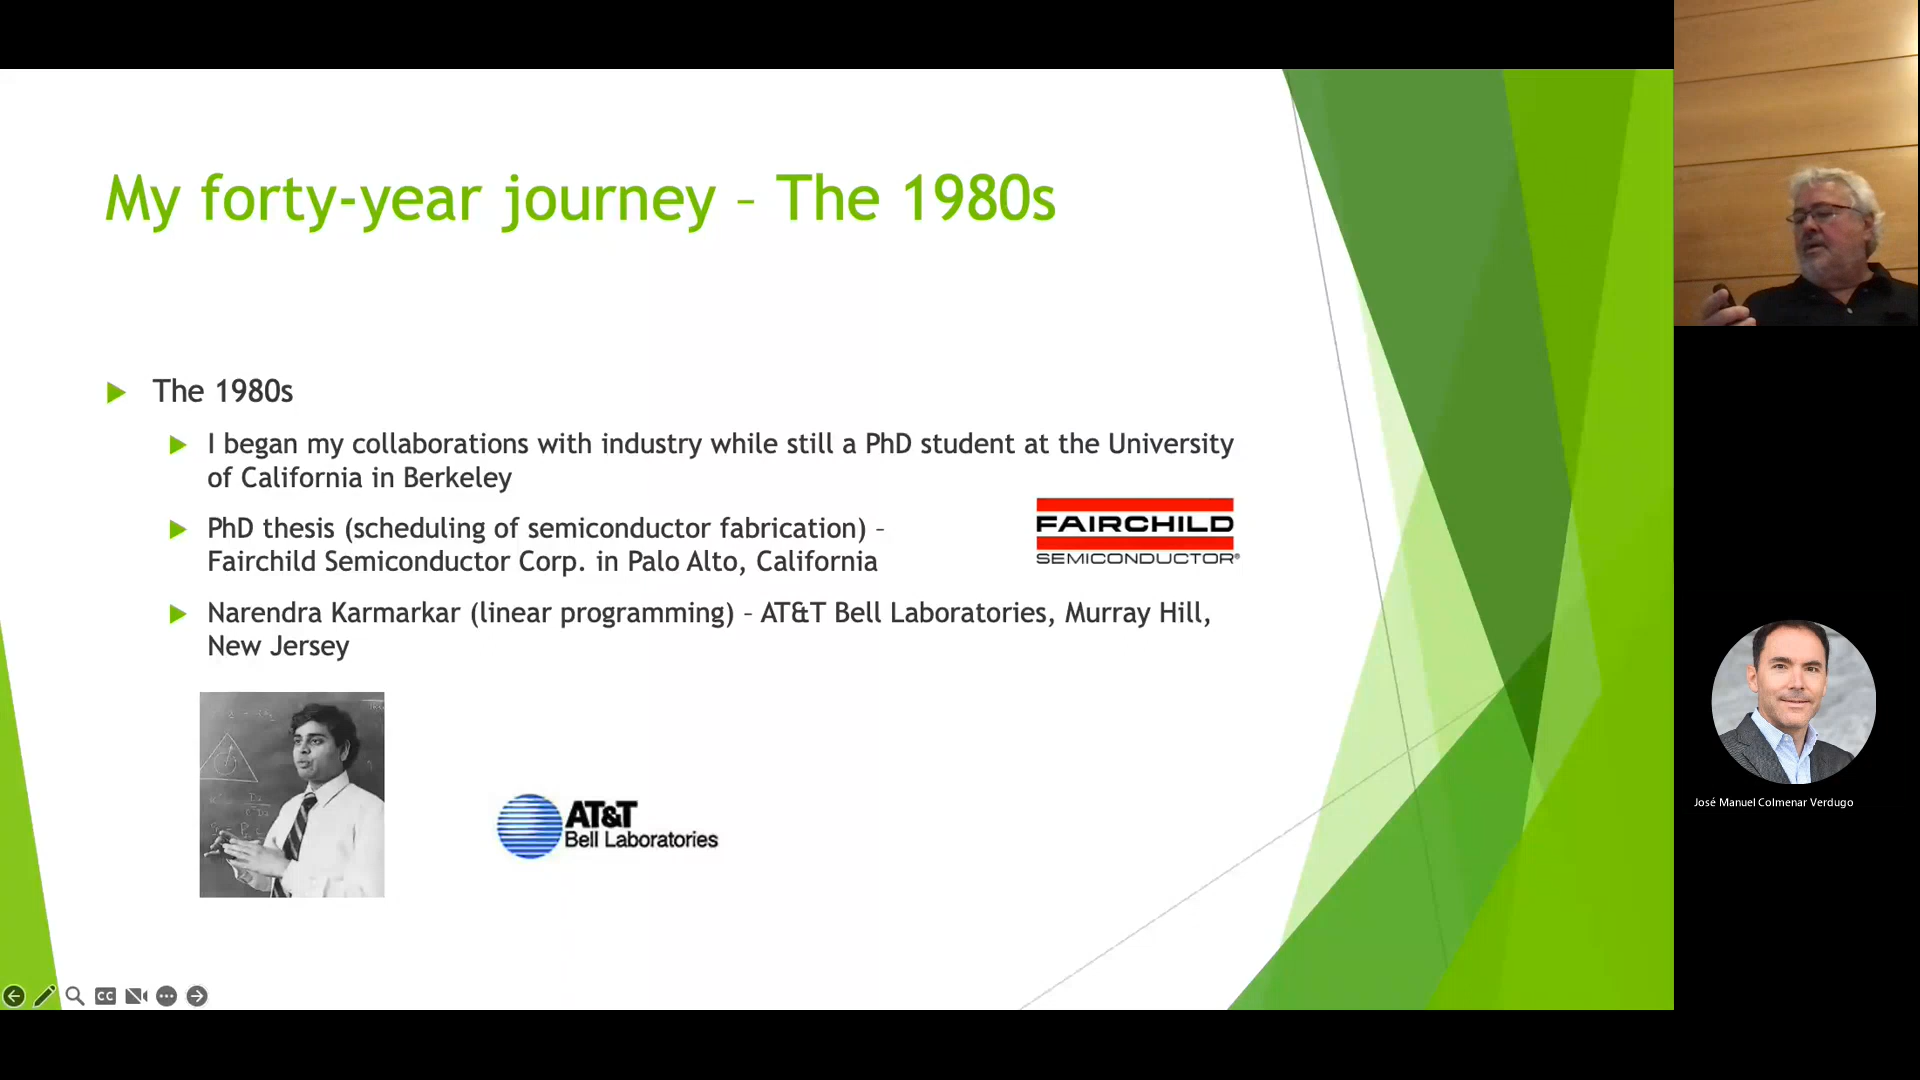 My forty-year journey – The 1980s
The 1980s
I began my collaborations with industry while still a PhD student at the University
of California in Berkeley
PhD thesis (scheduling of semiconductor fabrication) –
Fairchild Semiconductor Corp. in Palo Alto, California
FAIRCHILD
SEMICONDUCTOR®
Narendra Karmarkar (linear programming) – AT&T Bell Laboratories, Murray Hill,
New Jersey
AT&T
Bell Laboratories
CC
José Manuel Colmenar Verdugo